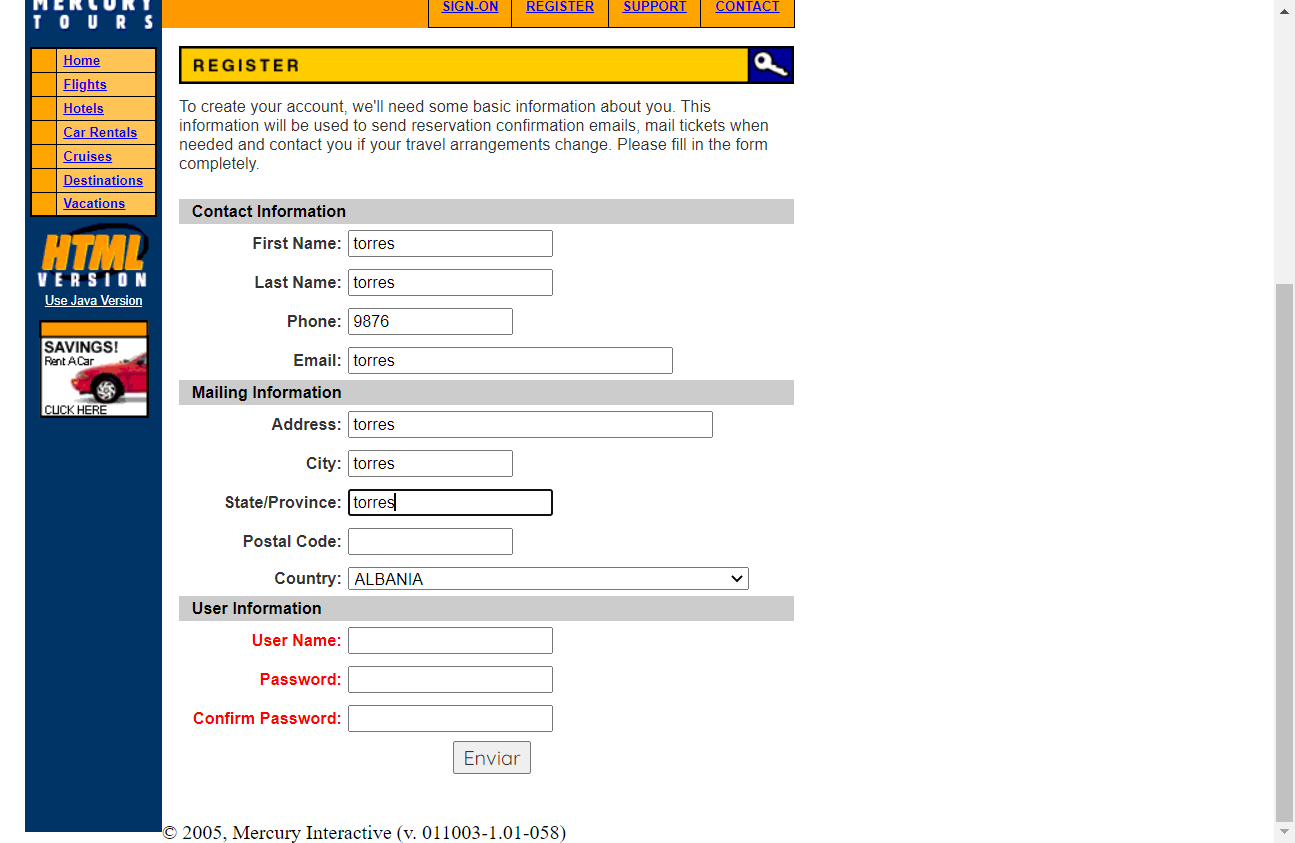 MERCURY
TOURS
SIGN-ON REGISTER SUPPORT CONTACT
Home
Flights
Hotels
Car Rentals
Cruises
Destinations
Vacations
HTML
VERSION
Use Java Version
SAVINGS!
Rent A Car
CLICK HERE
REGISTER
To create your account, we'll need some basic information about you. This
information will be used to send reservation confirmation emails, mail tickets when
needed and contact you if your travel arrangements change. Please fill in the form
completely.
Contact Information
First Name: torres
Last Name: torres
Phone: 9876
Email: torres
Mailing Information
Address: torres
City: torres
State/Province: torres
Postal Code:
Country: ALBANIA
User Information
User Name:
Password:
Confirm Password:
Enviar
© 2005, Mercury Interactive (v. 011003-1.01-058)